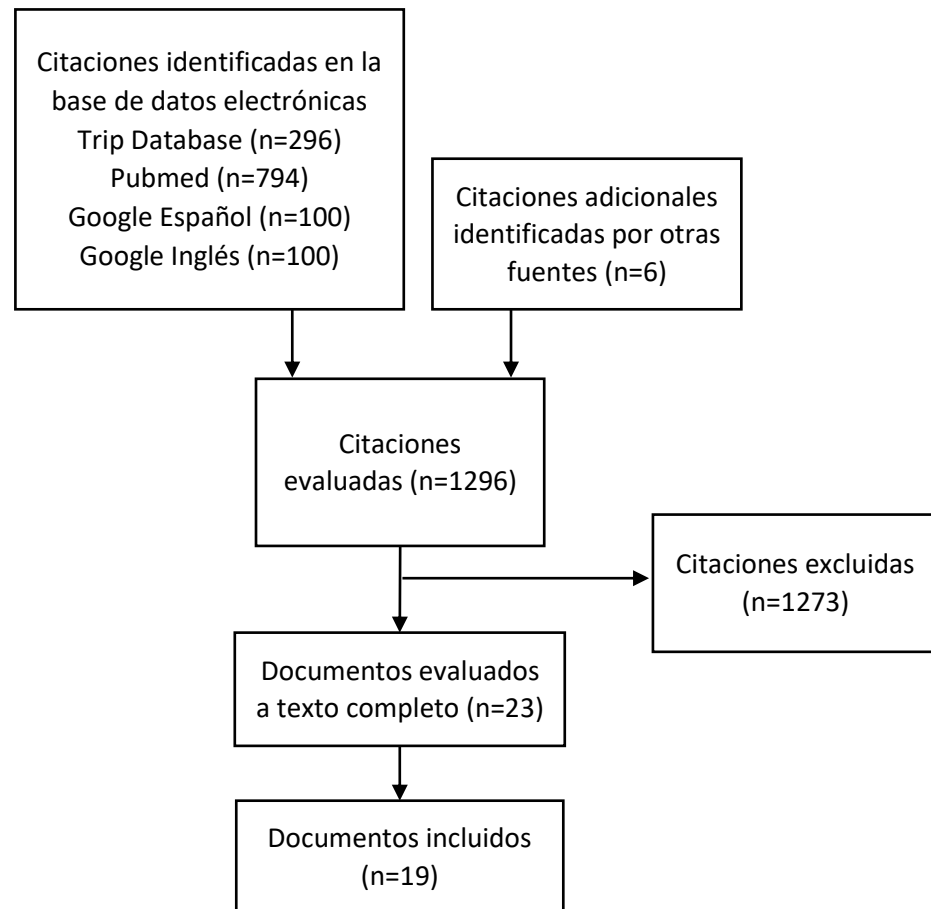 Citaciones identificadas en la
base de datos electrónicas
Trip Database (n=296)
Pubmed (n=794)
Google Español (n=100)
Google Inglés (n=100)
Citaciones adicionales
identificadas por otras
fuentes (n=6)
Citaciones
evaluadas (n=1296)
Citaciones excluidas
(n=1273)
Documentos evaluados
a texto completo (n=23)
Documentos incluidos
(n=19)